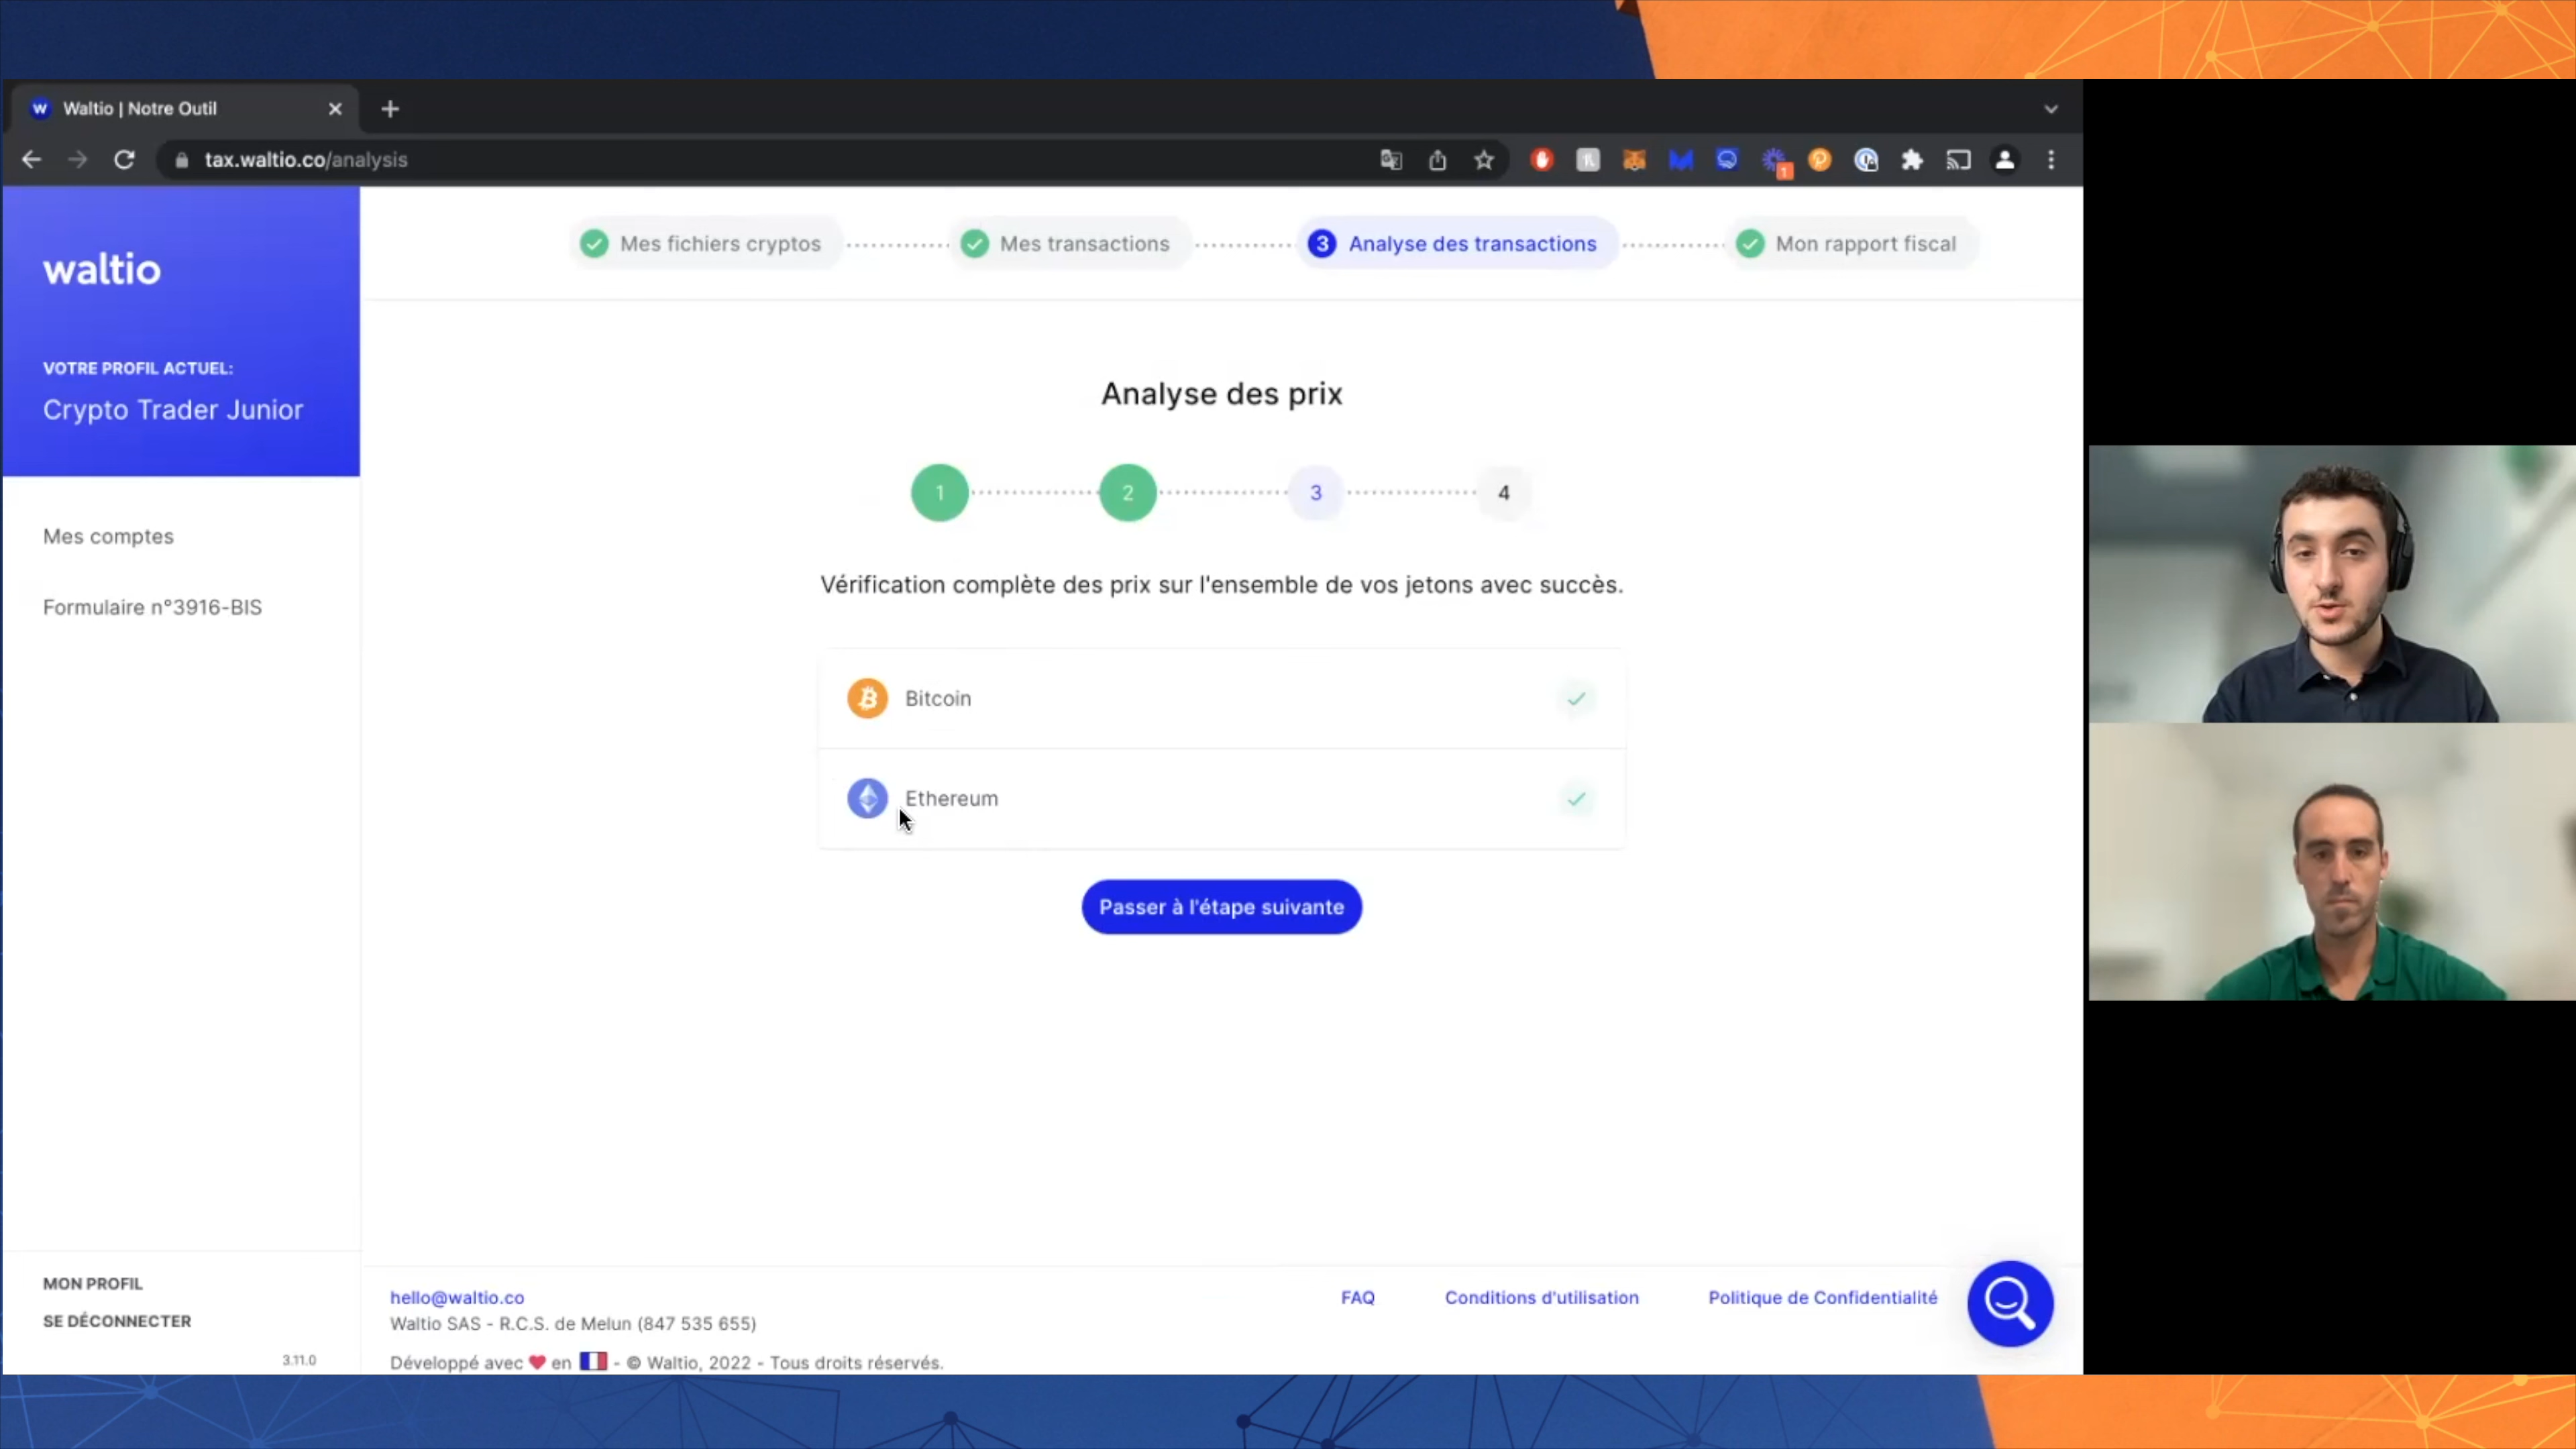 Waltio | Notre Outil
tax.waltio.co/analysis
1
waltio
VOTRE PROFIL ACTUEL:
Crypto Trader Junior
Mes comptes
Formulaire n°3916-BIS
MON PROFIL
SE DÉCONNECTER
3.11.0
Mes fichiers cryptos
Mes transactions
3 Analyse des transactions
Mon rapport fiscal
Analyse des prix
1 2 3 4
Vérification complète des prix sur l'ensemble de vos jetons avec succès.
Bitcoin
Ethereum
Passer à l'étape suivante
hello@waltio.co
Waltio SAS - R.C.S. de Melun (847 535 655)
Développé avec ❤ en 🇫🇷 - © Waltio, 2022 - Tous droits réservés.
FAQ
Conditions d'utilisation
Politique de Confidentialité